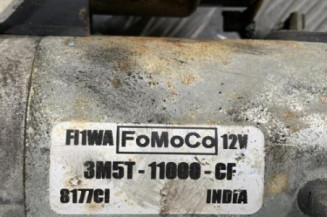 FI1WA FoMoCo 12V
3M5T-11000-CF
8177CI INDIA